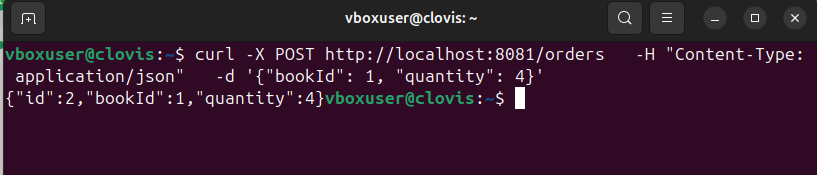 vboxuser@clovis: ~
vboxuser@clovis:~$ curl -X POST http://localhost:8081/orders   -H "Content-Type:
 application/json"   -d '{"bookId": 1, "quantity": 4}'
{"id":2,"bookId":1,"quantity":4}vboxuser@clovis:~$